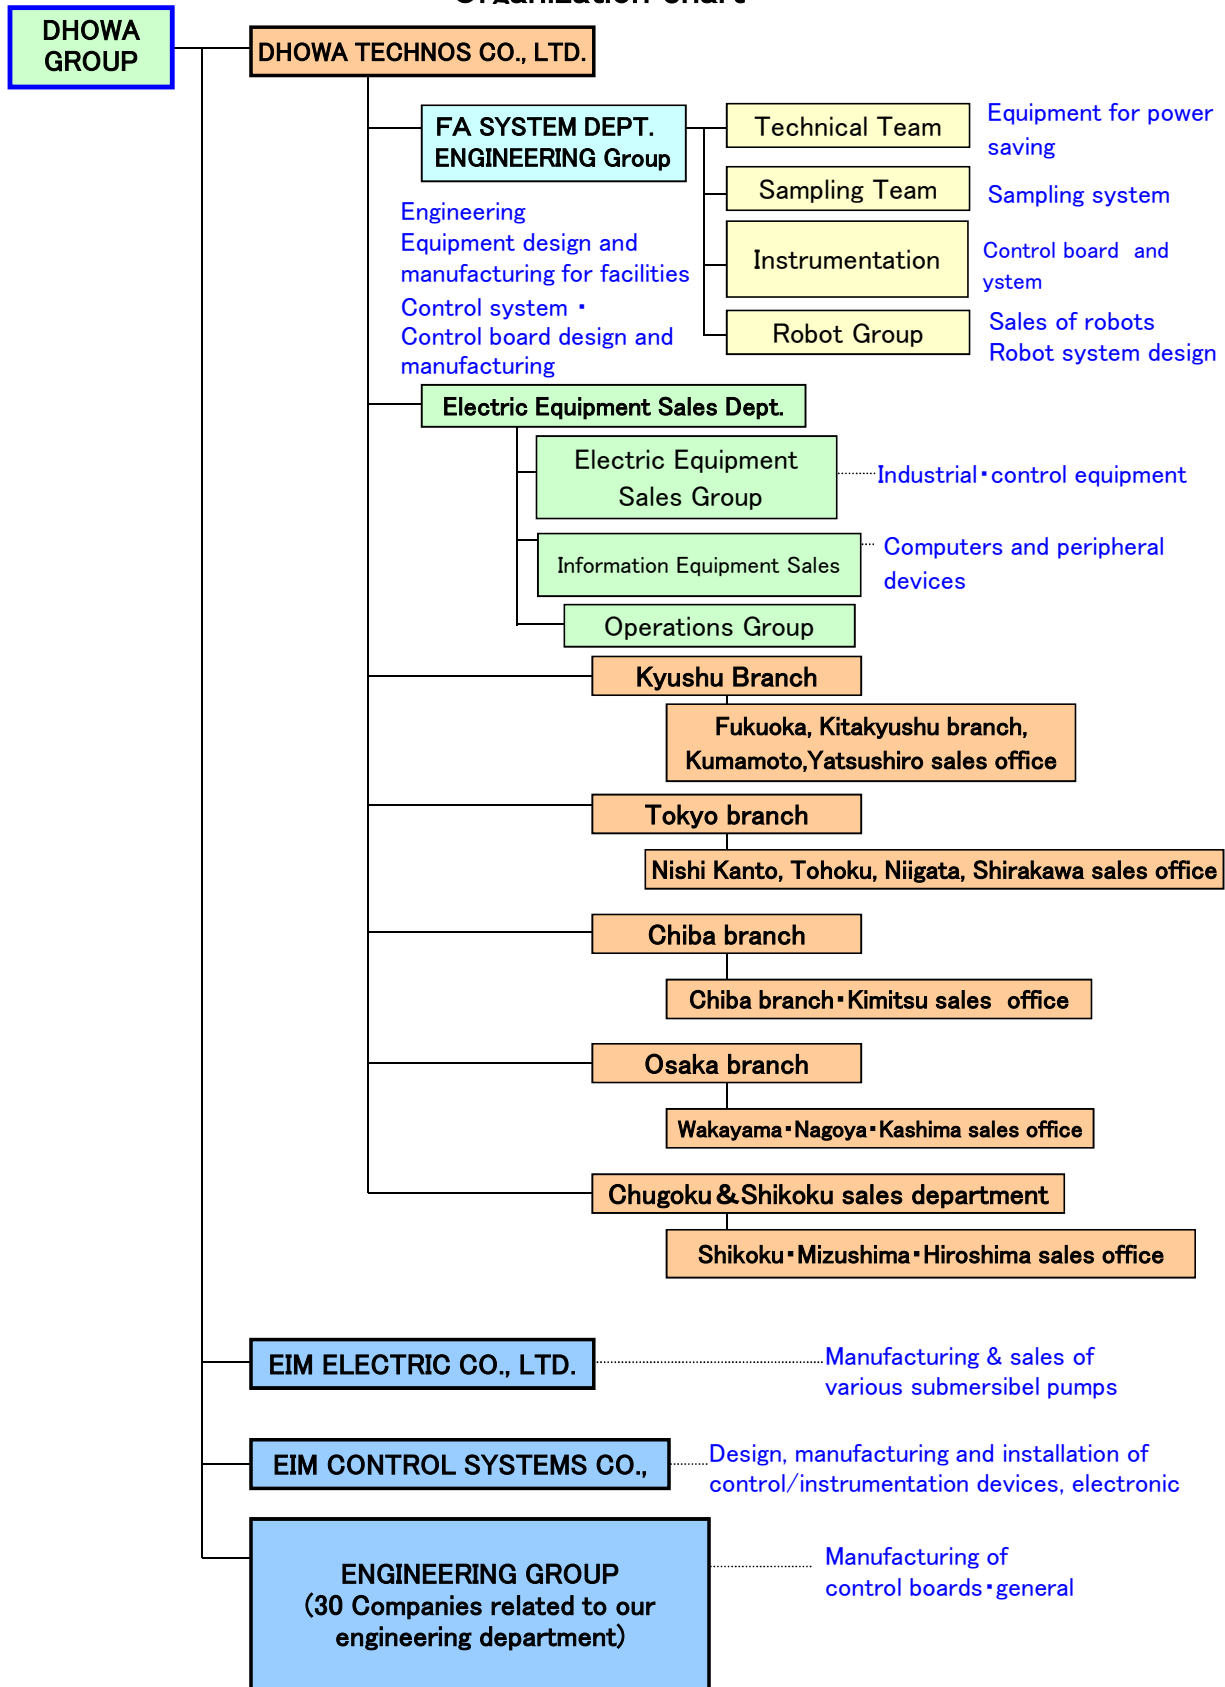 Organization chart
DHOWA
GROUP
DHOWA TECHNOS CO., LTD.
FA SYSTEM DEPT.
ENGINEERING Group
Technical Team
Equipment for power
saving
Sampling Team
Sampling system
Engineering
Equipment design and
manufacturing for facilities
Control system ・
Control board design and
manufacturing
Instrumentation
Control board and
ystem
Robot Group
Sales of robots
Robot system design
Electric Equipment Sales Dept.
Electric Equipment
Sales Group
Industrial・control equipment
Information Equipment Sales
Computers and peripheral
devices
Operations Group
Kyushu Branch
Fukuoka, Kitakyushu branch,
Kumamoto,Yatsushiro sales office
Tokyo branch
Nishi Kanto, Tohoku, Niigata, Shirakawa sales office
Chiba branch
Chiba branch・Kimitsu sales office
Osaka branch
Wakayama・Nagoya・Kashima sales office
Chugoku＆Shikoku sales department
Shikoku・Mizushima・Hiroshima sales office
EIM ELECTRIC CO., LTD.
Manufacturing & sales of
various submersibel pumps
EIM CONTROL SYSTEMS CO.,
Design, manufacturing and installation of
control/instrumentation devices, electronic
ENGINEERING GROUP
(30 Companies related to our
engineering department)
Manufacturing of
control boards・general